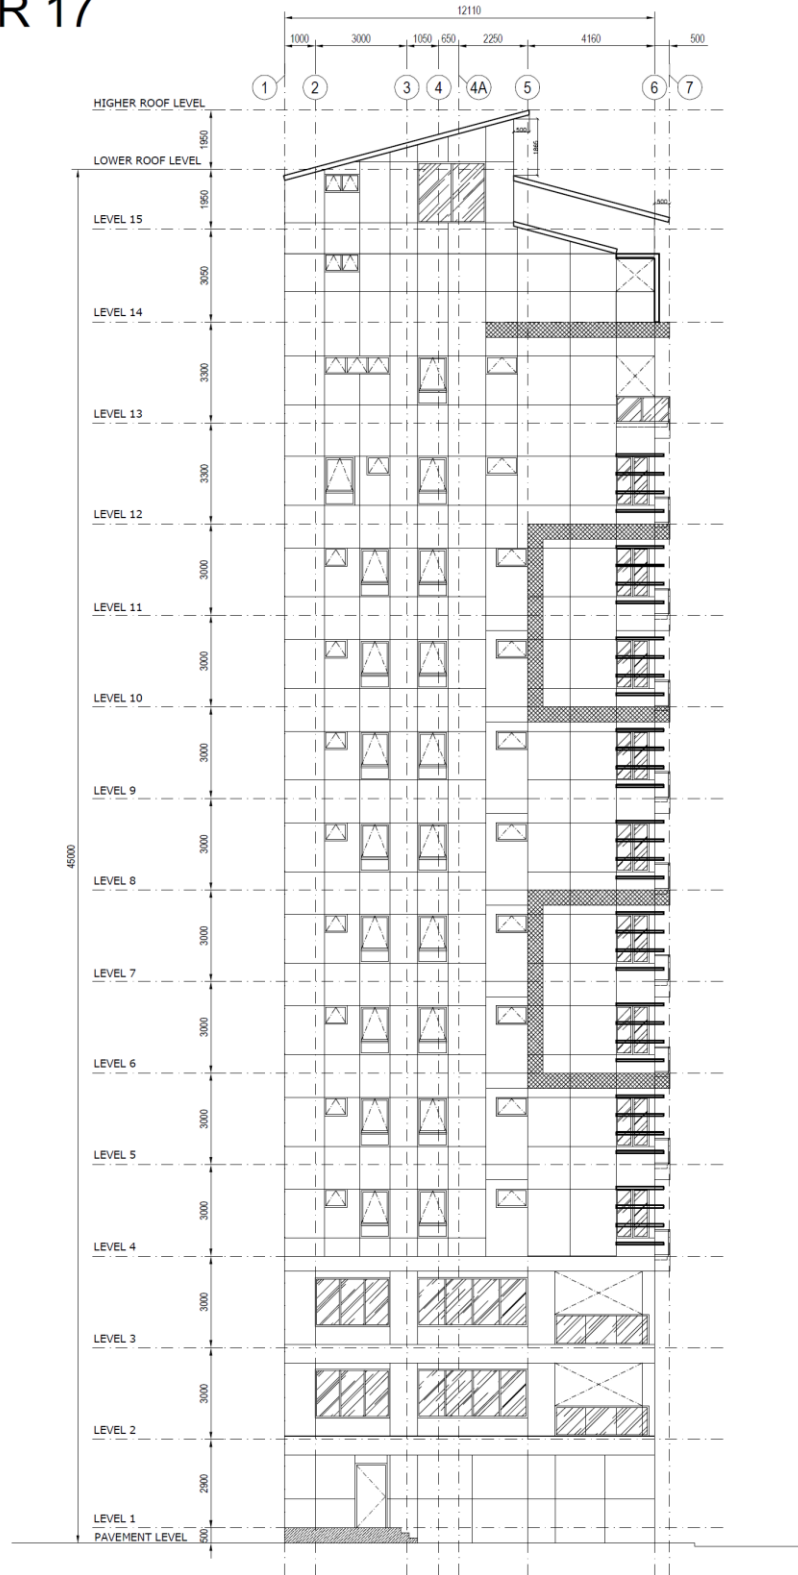 R 17
12110
1000 3000 1050 650 2250 4160 500
1 2 3 4 4A 5 6 7
HIGHER ROOF LEVEL
1950
500
1885
LOWER ROOF LEVEL
1950
500
LEVEL 15
3050
LEVEL 14
3300
LEVEL 13
3300
LEVEL 12
3000
LEVEL 11
3000
LEVEL 10
3000
LEVEL 9
45000
3000
LEVEL 8
3000
LEVEL 7
3000
LEVEL 6
3000
LEVEL 5
3000
LEVEL 4
3000
LEVEL 3
3000
LEVEL 2
2900
LEVEL 1
PAVEMENT LEVEL
500